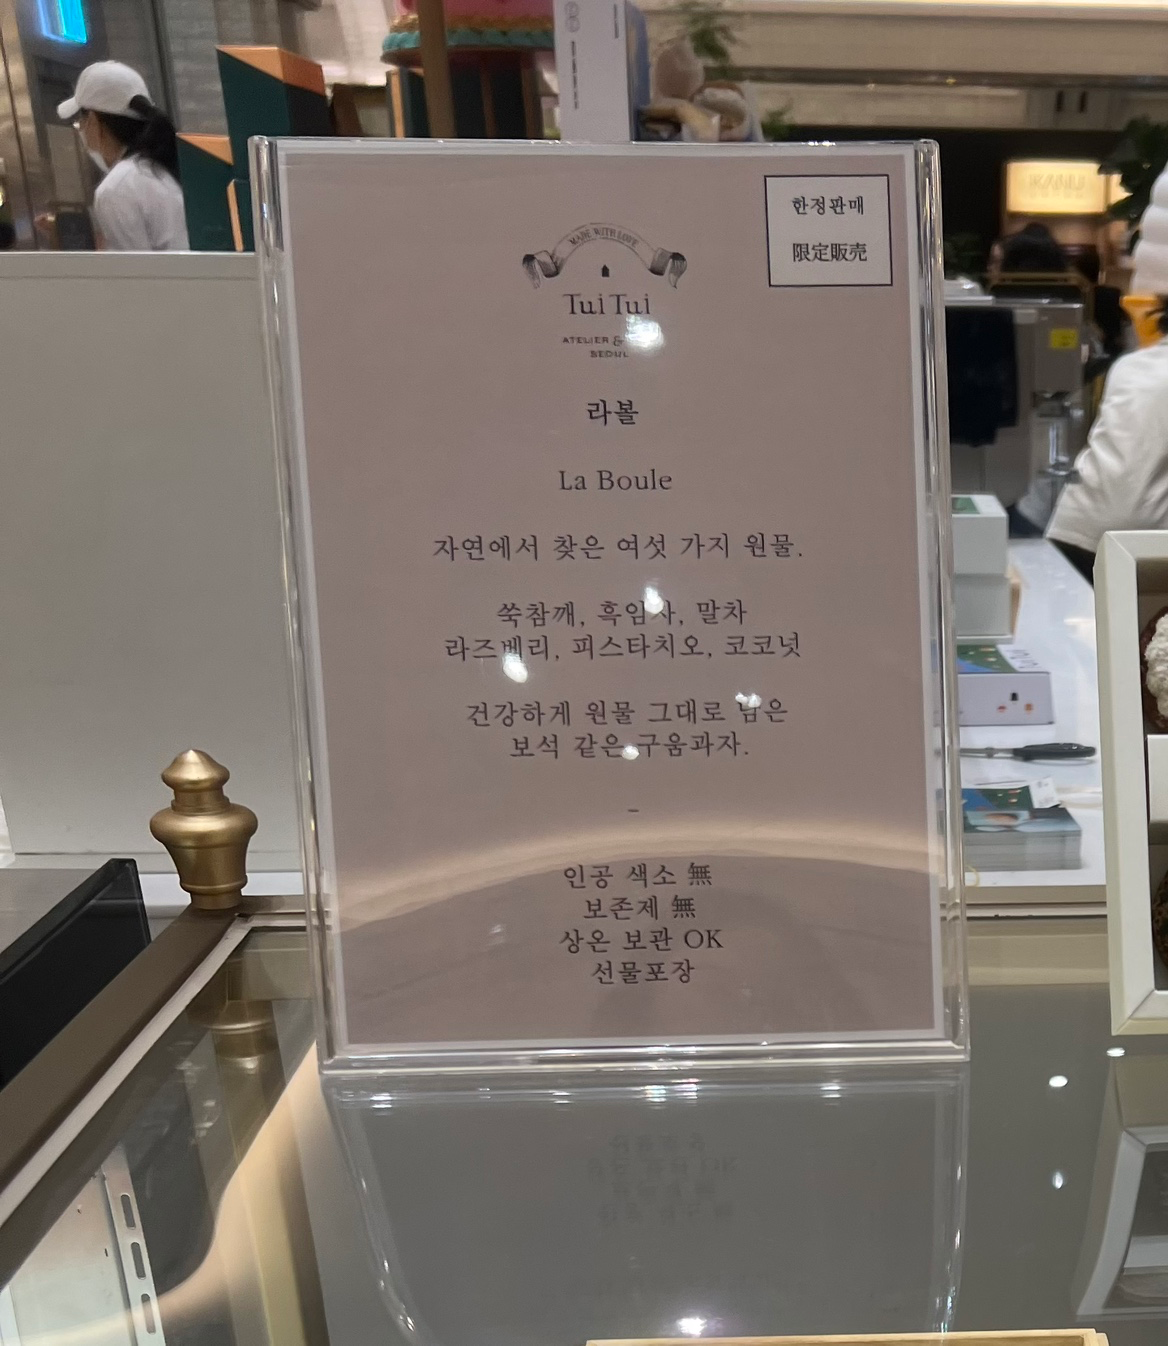 한정판매
限定販売
MADE WITH LOVE
Tui Tui
ATELIER &
SEOUL
라볼
La Boule
자연에서 찾은 여섯 가지 원물.
쑥참깨, 흑임자, 말차
라즈베리, 피스타치오, 코코넛
건강하게 원물 그대로 담은
보석 같은 구움과자.
-
인공 색소 無
보존제 無
상온 보관 OK
선물포장
KANU